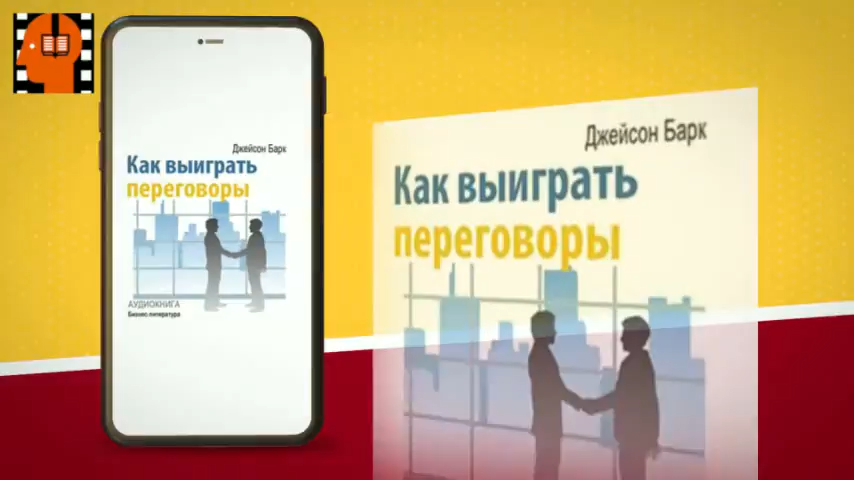 Джейсон Барк
Как выиграть
переговоры
АУДИОКНИГА
Бизнес литература
Джейсон Барк
Как выиграть
переговоры